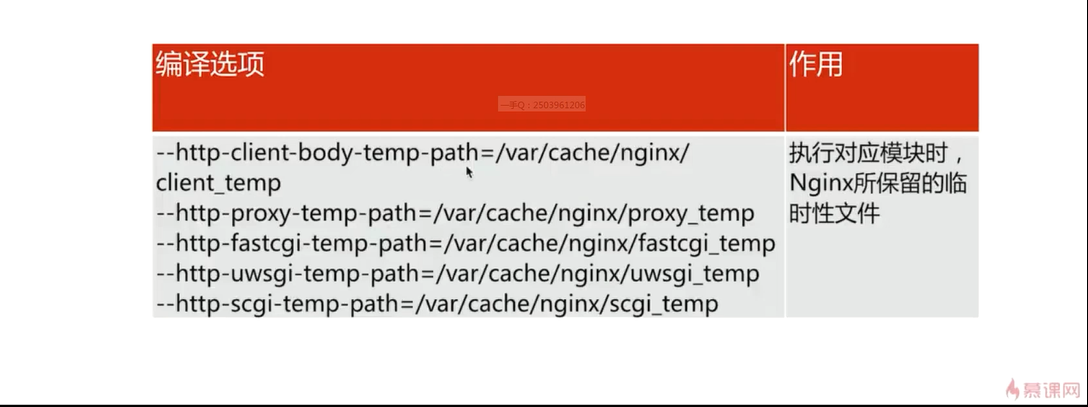 编译选项
作用
一手Q：2503961206
--http-client-body-temp-path=/var/cache/nginx/
client_temp
--http-proxy-temp-path=/var/cache/nginx/proxy_temp
--http-fastcgi-temp-path=/var/cache/nginx/fastcgi_temp
--http-uwsgi-temp-path=/var/cache/nginx/uwsgi_temp
--http-scgi-temp-path=/var/cache/nginx/scgi_temp
执行对应模块时，
Nginx所保留的临
时性文件
慕课网